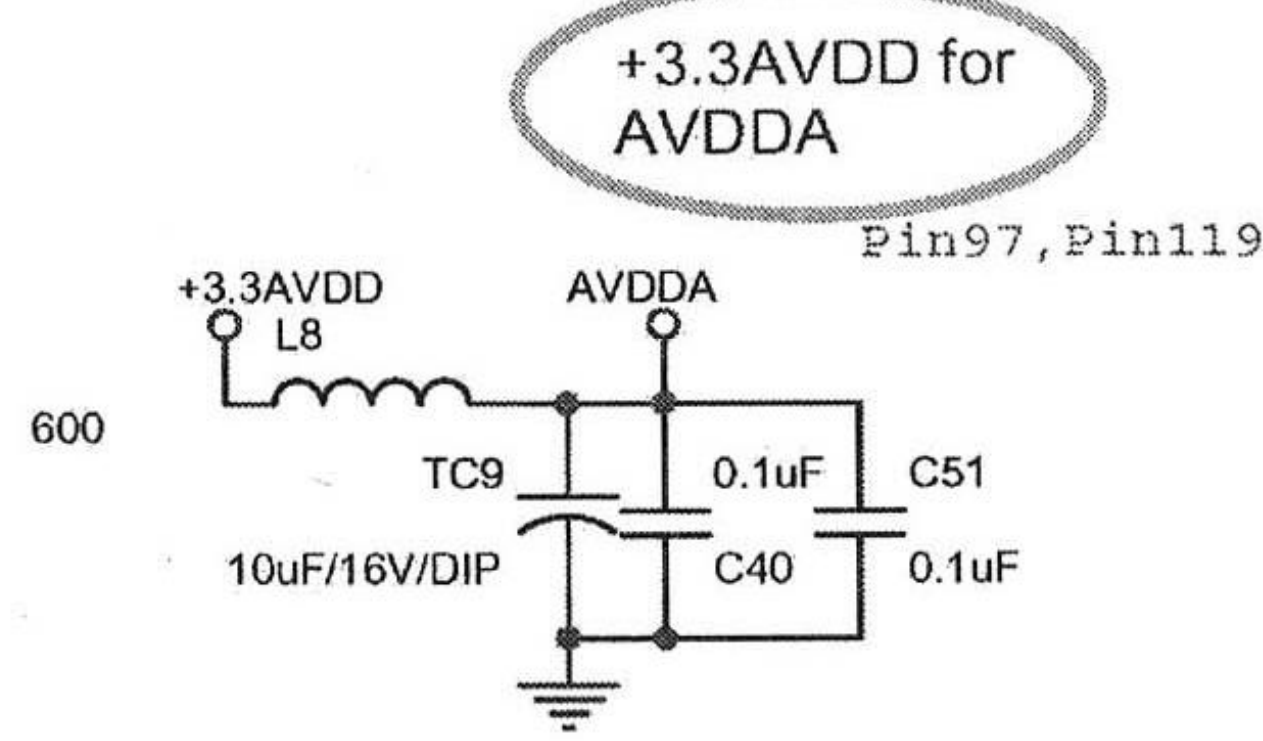 +3.3AVDD for
AVDDA
Pin97,Pin119
+3.3AVDD
AVDDA
L8
600
TC9
0.1uF
C51
10uF/16V/DIP
C40
0.1uF